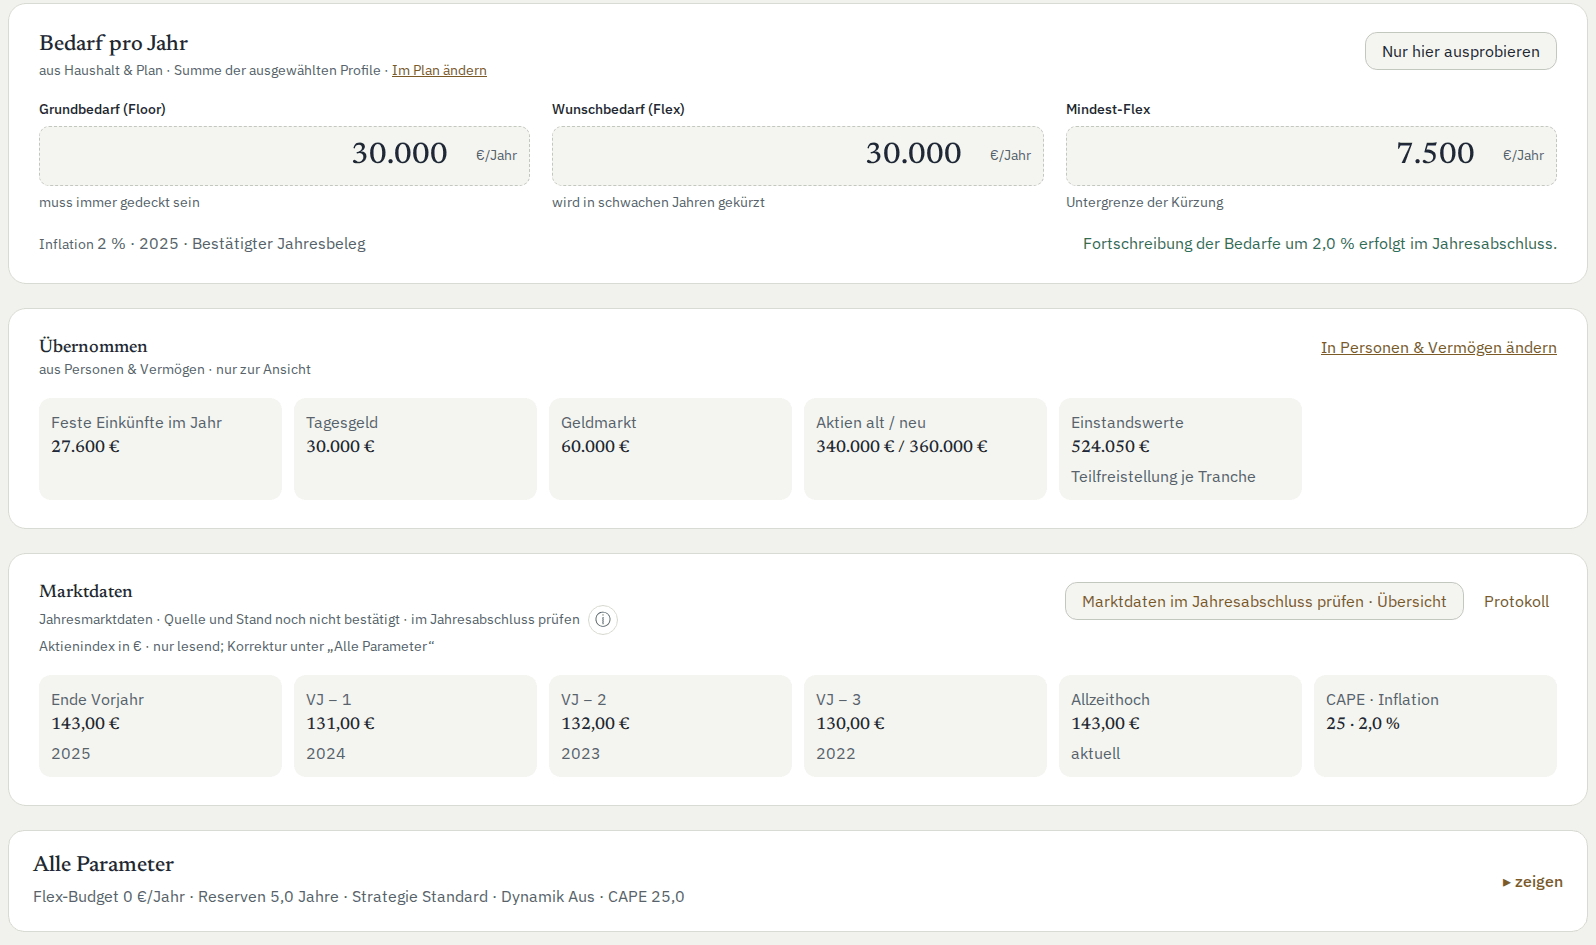 Bedarf pro Jahr
aus Haushalt & Plan · Summe der ausgewählten Profile · Im Plan ändern
Nur hier ausprobieren
Grundbedarf (Floor)
30.000 €/Jahr
muss immer gedeckt sein
Wunschbedarf (Flex)
30.000 €/Jahr
wird in schwachen Jahren gekürzt
Mindest-Flex
7.500 €/Jahr
Untergrenze der Kürzung
Inflation 2 % · 2025 · Bestätigter Jahresbeleg
Fortschreibung der Bedarfe um 2,0 % erfolgt im Jahresabschluss.
Übernommen
aus Personen & Vermögen · nur zur Ansicht
In Personen & Vermögen ändern
Feste Einkünfte im Jahr
27.600 €
Tagesgeld
30.000 €
Geldmarkt
60.000 €
Aktien alt / neu
340.000 € / 360.000 €
Einstandswerte
524.050 €
Teilfreistellung je Tranche
Marktdaten
Jahresmarktdaten · Quelle und Stand noch nicht bestätigt · im Jahresabschluss prüfen ⓘ
Aktienindex in € · nur lesend; Korrektur unter „Alle Parameter“
Marktdaten im Jahresabschluss prüfen · Übersicht
Protokoll
Ende Vorjahr
143,00 €
2025
VJ – 1
131,00 €
2024
VJ – 2
132,00 €
2023
VJ – 3
130,00 €
2022
Allzeithoch
143,00 €
aktuell
CAPE · Inflation
25 · 2,0 %
Alle Parameter
Flex-Budget 0 €/Jahr · Reserven 5,0 Jahre · Strategie Standard · Dynamik Aus · CAPE 25,0
▸ zeigen